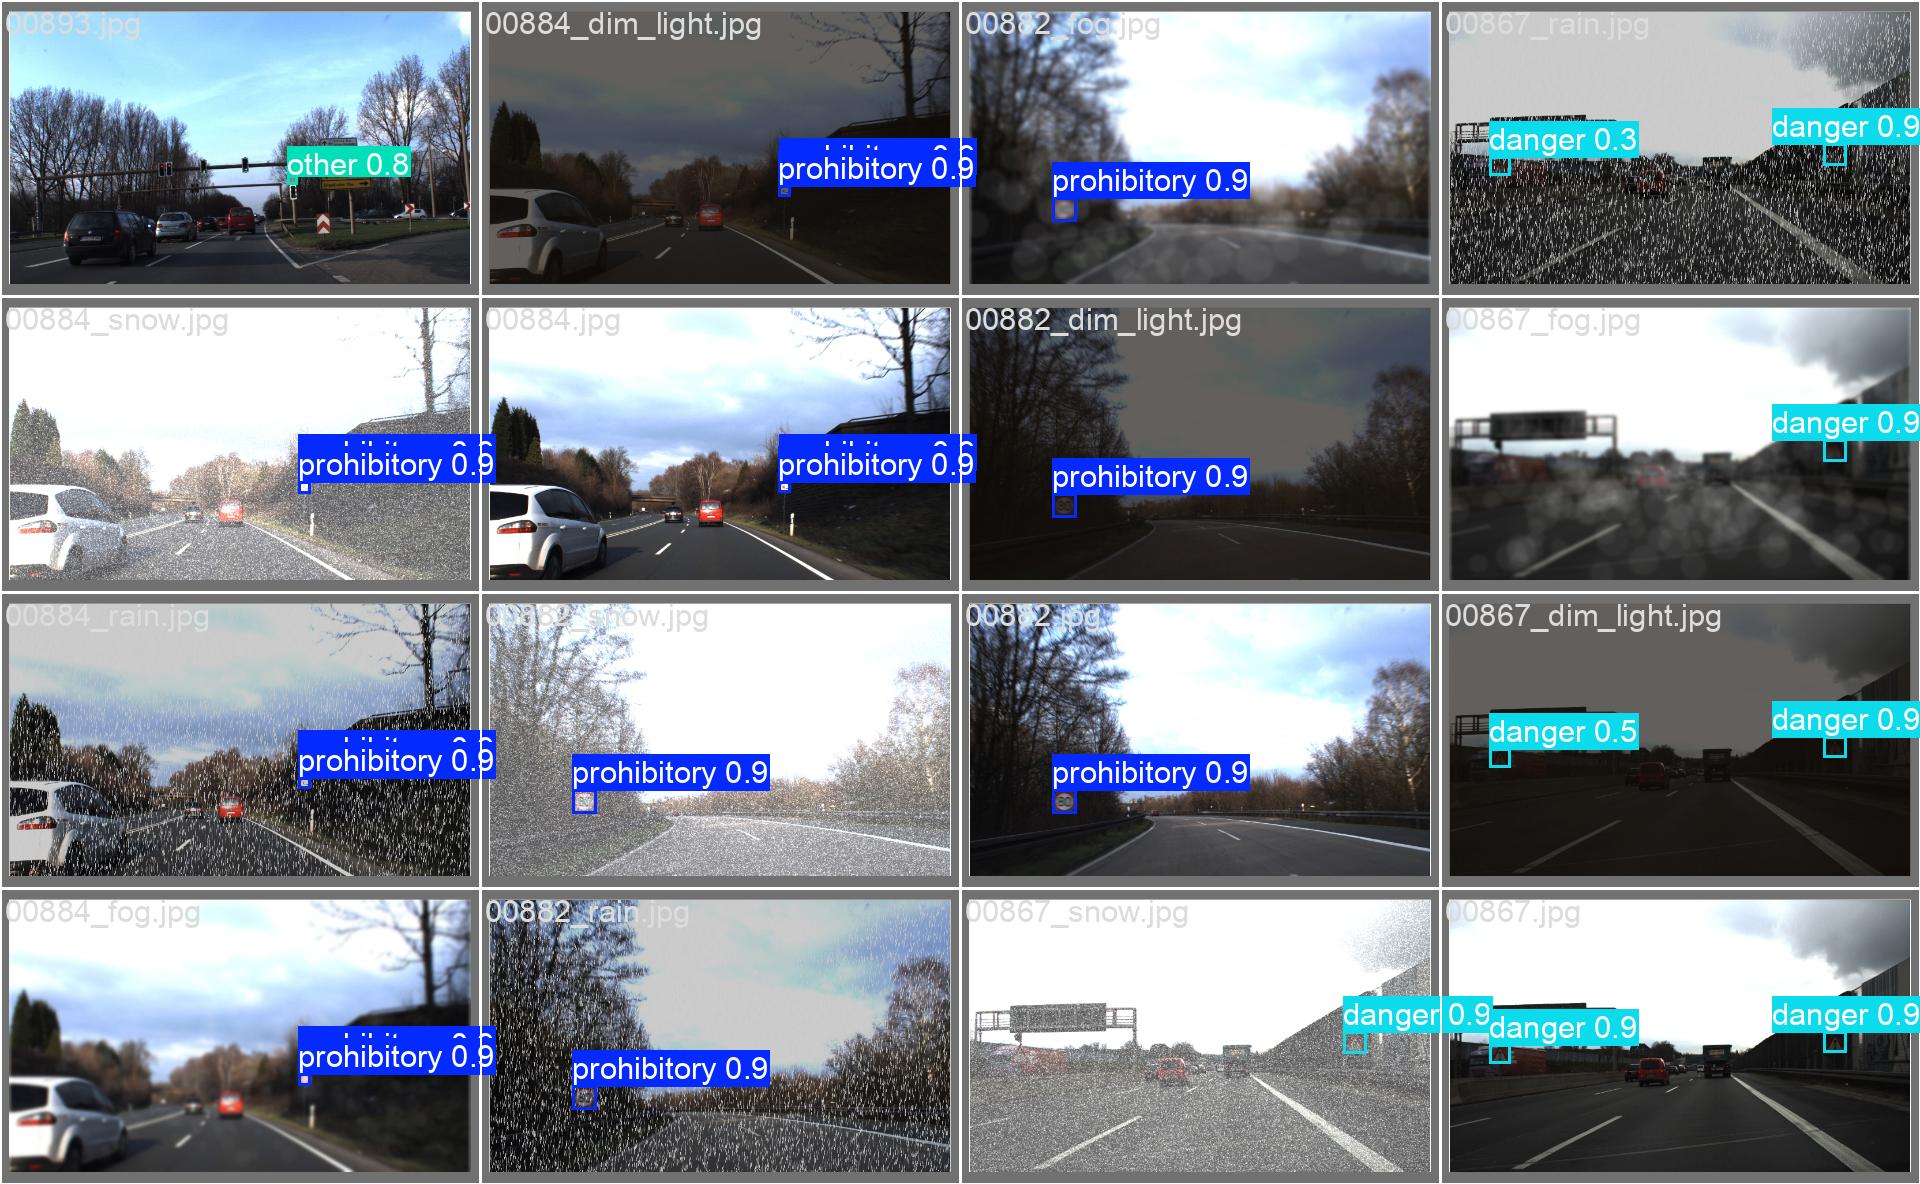 00893.jpg
other 0.8
00884_dim_light.jpg
prohibitory 0.9
00882_fog.jpg
prohibitory 0.9
00867_rain.jpg
danger 0.3
danger 0.9
00884_snow.jpg
prohibitory 0.9
00884.jpg
prohibitory 0.9
00882_dim_light.jpg
prohibitory 0.9
00867_fog.jpg
danger 0.9
00884_rain.jpg
prohibitory 0.9
00882_snow.jpg
prohibitory 0.9
00882.jpg
prohibitory 0.9
80
00867_dim_light.jpg
danger 0.5
danger 0.9
00884_fog.jpg
prohibitory 0.9
00882_rain.jpg
prohibitory 0.9
00867_snow.jpg
danger 0.9
00867.jpg
danger 0.9
danger 0.9